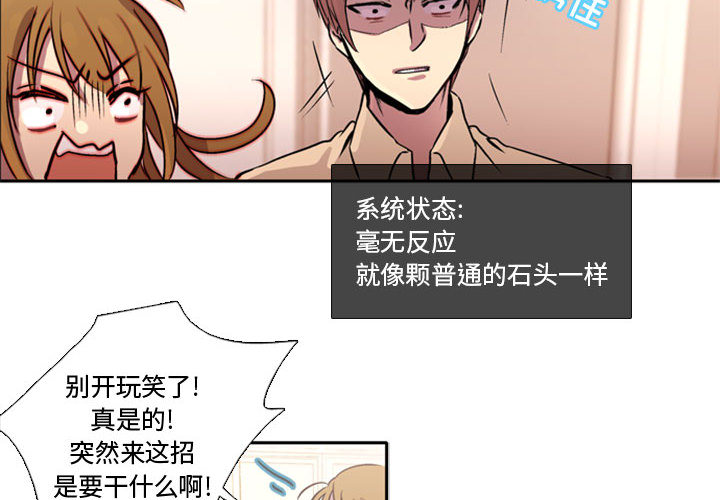 住
系统状态:
毫无反应
就像颗普通的石头一样
别开玩笑了!
真是的!
突然来这招
是要干什么啊!